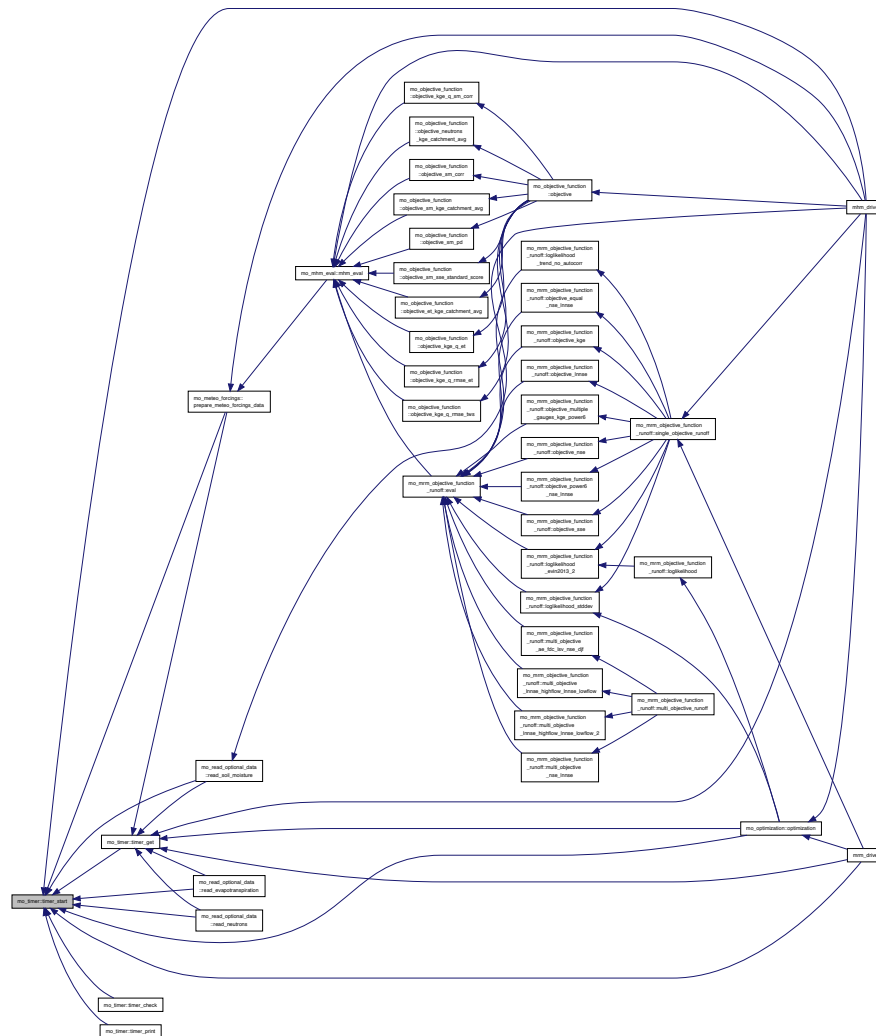 mo_objective_function
::objective_kge_q_sm_corr
mo_objective_function
::objective_neutrons
_kge_catchment_avg
mo_objective_function
::objective_sm_corr
mo_objective_function
::objective_sm_kge_catchment_avg
mo_objective_function
::objective
mhm_drive
mo_objective_function
::objective_sm_pd
mo_mrm_objective_function
_runoff::loglikelihood
_trend_no_autocorr
mo_mhm_eval::mhm_eval
mo_objective_function
::objective_sm_sse_standard_score
mo_objective_function
::objective_et_kge_catchment_avg
mo_mrm_objective_function
_runoff::objective_equal
_nse_lnnse
mo_objective_function
::objective_kge_q_et
mo_mrm_objective_function
_runoff::objective_kge
mo_objective_function
::objective_kge_q_rmse_et
mo_mrm_objective_function
_runoff::objective_lnnse
mo_meteo_forcings::
prepare_meteo_forcings_data
mo_objective_function
::objective_kge_q_rmse_tws
mo_mrm_objective_function
_runoff::objective_multiple
_gauges_kge_power6
mo_mrm_objective_function
_runoff::single_objective_runoff
mo_mrm_objective_function
_runoff::objective_nse
mo_mrm_objective_function
_runoff::eval
mo_mrm_objective_function
_runoff::objective_power6
_nse_lnnse
mo_mrm_objective_function
_runoff::objective_sse
mo_mrm_objective_function
_runoff::loglikelihood
_evin2013_2
mo_mrm_objective_function
_runoff::loglikelihood
mo_mrm_objective_function
_runoff::loglikelihood_stddev
mo_mrm_objective_function
_runoff::multi_objective
_ae_fdc_lsv_nse_djf
mo_mrm_objective_function
_runoff::multi_objective
_lnnse_highflow_lnnse_lowflow
mo_mrm_objective_function
_runoff::multi_objective_runoff
mo_mrm_objective_function
_runoff::multi_objective
_lnnse_highflow_lnnse_lowflow_2
mo_mrm_objective_function
_runoff::multi_objective
_nse_lnnse
mo_read_optional_data
::read_soil_moisture
mo_optimization::optimization
mo_timer::timer_get
mrm_drive
mo_read_optional_data
::read_evapotranspiration
mo_timer::timer_start
mo_read_optional_data
::read_neutrons
mo_timer::timer_check
mo_timer::timer_print